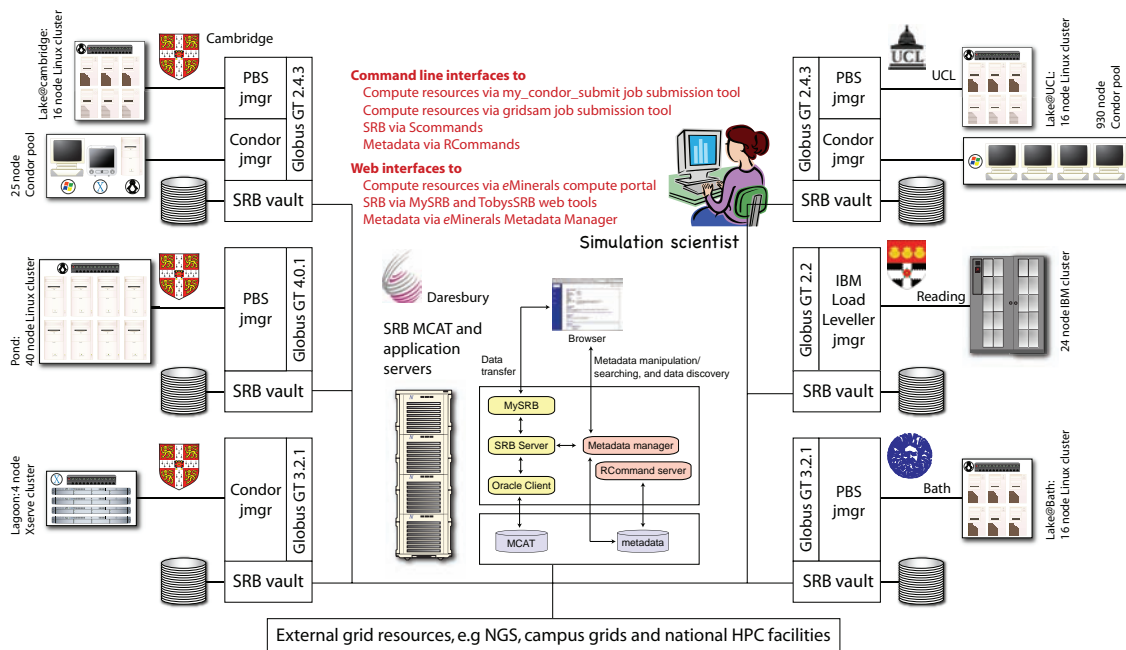 Lake@cambridge:
16 node Linux cluster
Cambridge
PBS
jmgr
Globus GT 2.4.3
Condor
jmgr
25 node
Condor pool
SRB vault
Command line interfaces to
Compute resources via my_condor_submit job submission tool
Compute resources via gridsam job submission tool
SRB via Scommands
Metadata via RCommands
Web interfaces to
Compute resources via eMinerals compute portal
SRB via MySRB and TobysSRB web tools
Metadata via eMinerals Metadata Manager
Simulation scientist
PBS
jmgr
Globus GT 2.4.3
UCL
UCL
Lake@UCL:
16 node Linux cluster
930 node
Condor pool
Condor
jmgr
SRB vault
Pond:
40 node Linux cluster
PBS
jmgr
Globus GT 4.0.1
SRB vault
Daresbury
SRB MCAT and
application
servers
Browser
Data
transfer
Metadata manipulation/
searching, and data discovery
MySRB
SRB Server
Metadata manager
RCommand server
Oracle Client
MCAT
metadata
Globus GT 2.2
IBM
Load
Leveller
jmgr
Reading
24 node IBM cluster
SRB vault
Lagoon: 4 node
Xserve cluster
Condor
jmgr
Globus GT 3.2.1
SRB vault
Globus GT 3.2.1
PBS
jmgr
Bath
Lake@Bath:
16 node Linux cluster
SRB vault
External grid resources, e.g NGS, campus grids and national HPC facilities